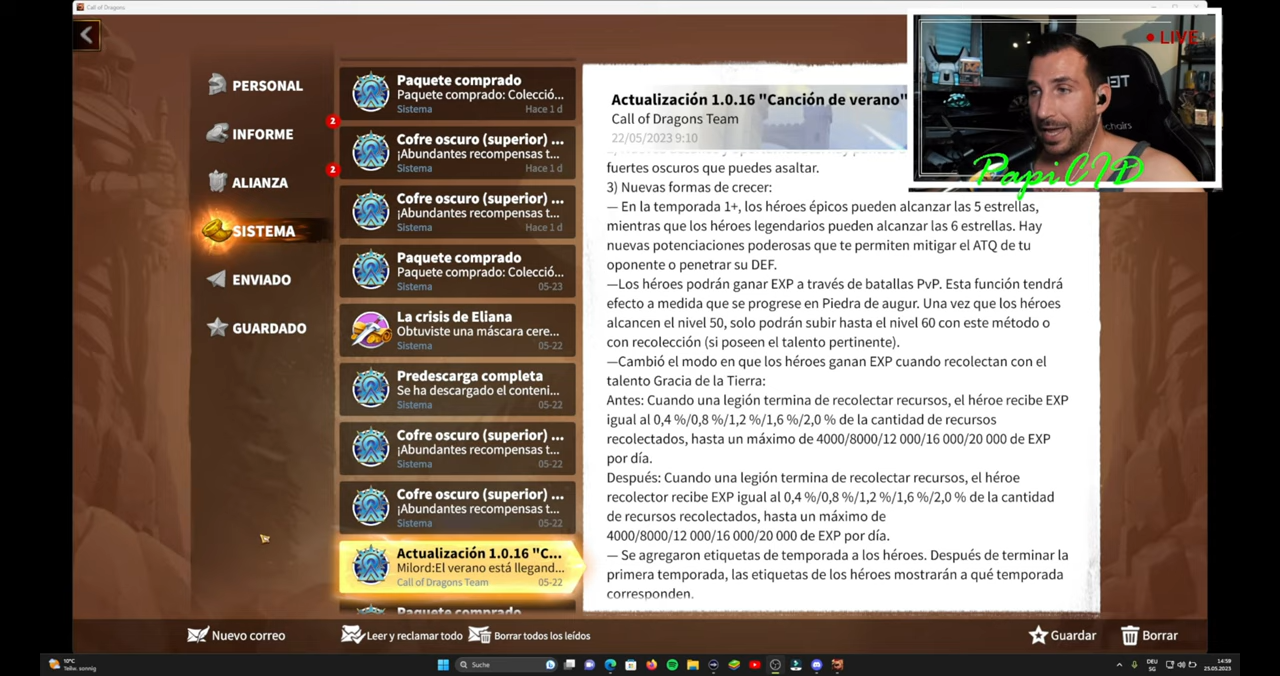 Call of Dragons
LIVE
PapiCID
PERSONAL
INFORME
2
ALIANZA
2
SISTEMA
ENVIADO
GUARDADO
Paquete comprado
Paquete comprado: Colecció...
Sistema
Hace 1 d
Cofre oscuro (superior) ...
¡Abundantes recompensas t...
Sistema
Hace 1 d
Cofre oscuro (superior) ...
¡Abundantes recompensas t...
Sistema
Hace 1 d
Paquete comprado
Paquete comprado: Colecció...
Sistema
05-23
La crisis de Eliana
Obtuviste una máscara cere...
Sistema
05-22
Predescarga completa
Se ha descargado el conteni...
Sistema
05-22
Cofre oscuro (superior) ...
¡Abundantes recompensas t...
Sistema
05-22
Cofre oscuro (superior) ...
¡Abundantes recompensas t...
Sistema
05-22
Actualización 1.0.16 "C...
Milord:El verano está llegand...
Call of Dragons Team
05-22
Paquete comprado
Actualización 1.0.16 "Canción de verano"
Call of Dragons Team
22/05/2023 9:10
fuertes oscuros que puedes asaltar.
3) Nuevas formas de crecer:
— En la temporada 1+, los héroes épicos pueden alcanzar las 5 estrellas,
mientras que los héroes legendarios pueden alcanzar las 6 estrellas. Hay
nuevas potenciaciones poderosas que te permiten mitigar el ATQ de tu
oponente o penetrar su DEF.
—Los héroes podrán ganar EXP a través de batallas PvP. Esta función tendrá
efecto a medida que se progrese en Piedra de augur. Una vez que los héroes
alcancen el nivel 50, solo podrán subir hasta el nivel 60 con este método o
con recolección (si poseen el talento pertinente).
—Cambió el modo en que los héroes ganan EXP cuando recolectan con el
talento Gracia de la Tierra:
Antes: Cuando una legión termina de recolectar recursos, el héroe recibe EXP
igual al 0,4 %/0,8 %/1,2 %/1,6 %/2,0 % de la cantidad de recursos
recolectados, hasta un máximo de 4000/8000/12 000/16 000/20 000 de EXP
por día.
Después: Cuando una legión termina de recolectar recursos, el héroe
recolector recibe EXP igual al 0,4 %/0,8 %/1,2 %/1,6 %/2,0 % de la cantidad
de recursos recolectados, hasta un máximo de
4000/8000/12 000/16 000/20 000 de EXP por día.
— Se agregaron etiquetas de temporada a los héroes. Después de terminar la
primera temporada, las etiquetas de los héroes mostrarán a qué temporada
corresponden.
Nuevo correo
Leer y reclamar todo
Borrar todos los leídos
Guardar
Borrar
10°C
Teilw. sonnig
Suche
DEU
SG
14:59
25.05.2023